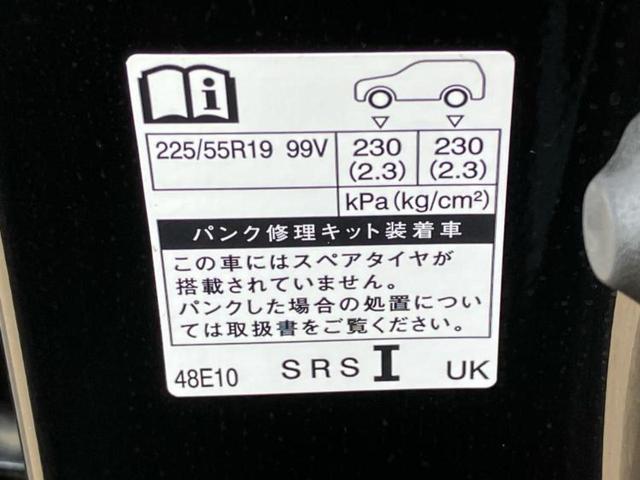 225/55R19 99V 230 (2.3) 230 (2.3)
kPa(kg/cm²)
パンク修理キット装着車
この車にはスペアタイヤが
搭載されていません。
パンクした場合の処置につい
ては取扱書をご覧ください。
48E10 SRS I UK